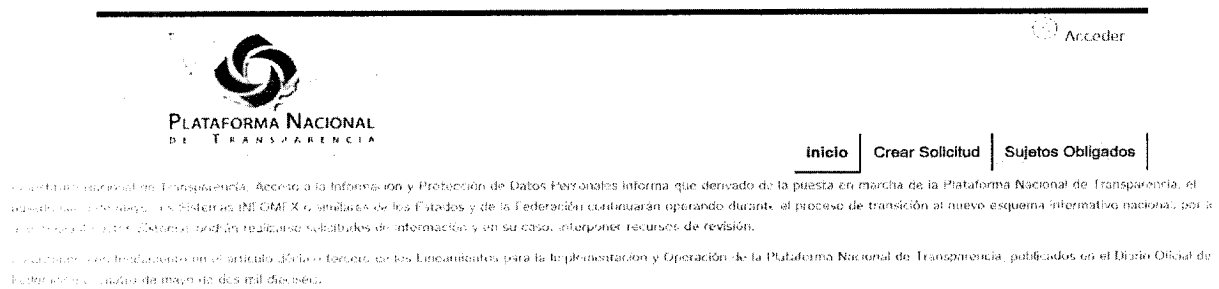 Acceder
PLATAFORMA NACIONAL
DE TRANSPARENCIA
Inicio
Crear Solicitud
Sujetos Obligados
Nacional de Transparencia, Acceso a la Información y Protección de Datos Personales informa que derivado de la puesta en marcha de la Plataforma Nacional de Transparencia, el
Sistemas INFOMEX o similares de los Estados y de la Federación continuarán operando durante el proceso de transición al nuevo esquema informativo nacional, por
podrán realizarse solicitudes de información y en su caso, interponer recursos de revisión.
con fundamento en el artículo décimo tercero de los Lineamientos para la Implementación y Operación de la Plataforma Nacional de Transparencia, publicados en el Diario Oficial de
de mayo de dos mil dieciséis.